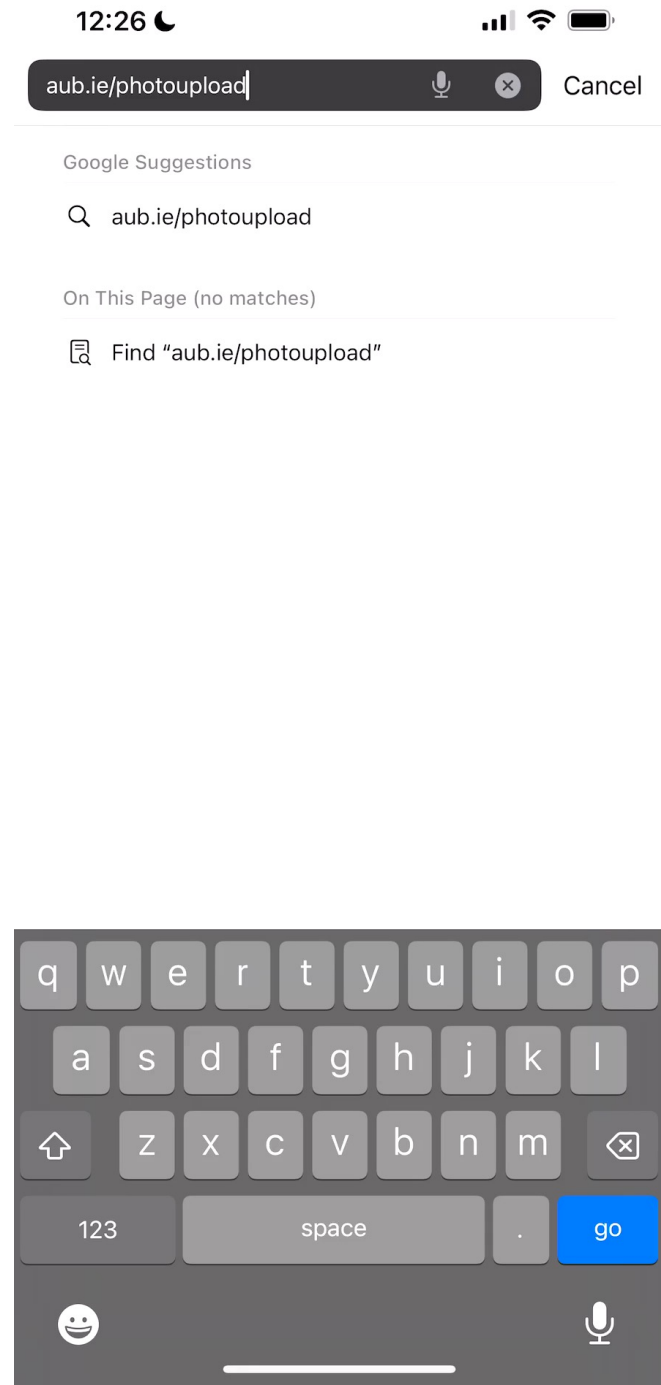 12:26
aub.ie/photoupload
Cancel
Google Suggestions
aub.ie/photoupload
On This Page (no matches)
Find “aub.ie/photoupload”
q w e r t y u i o p
a s d f g h j k l
z x c v b n m
123 space . go